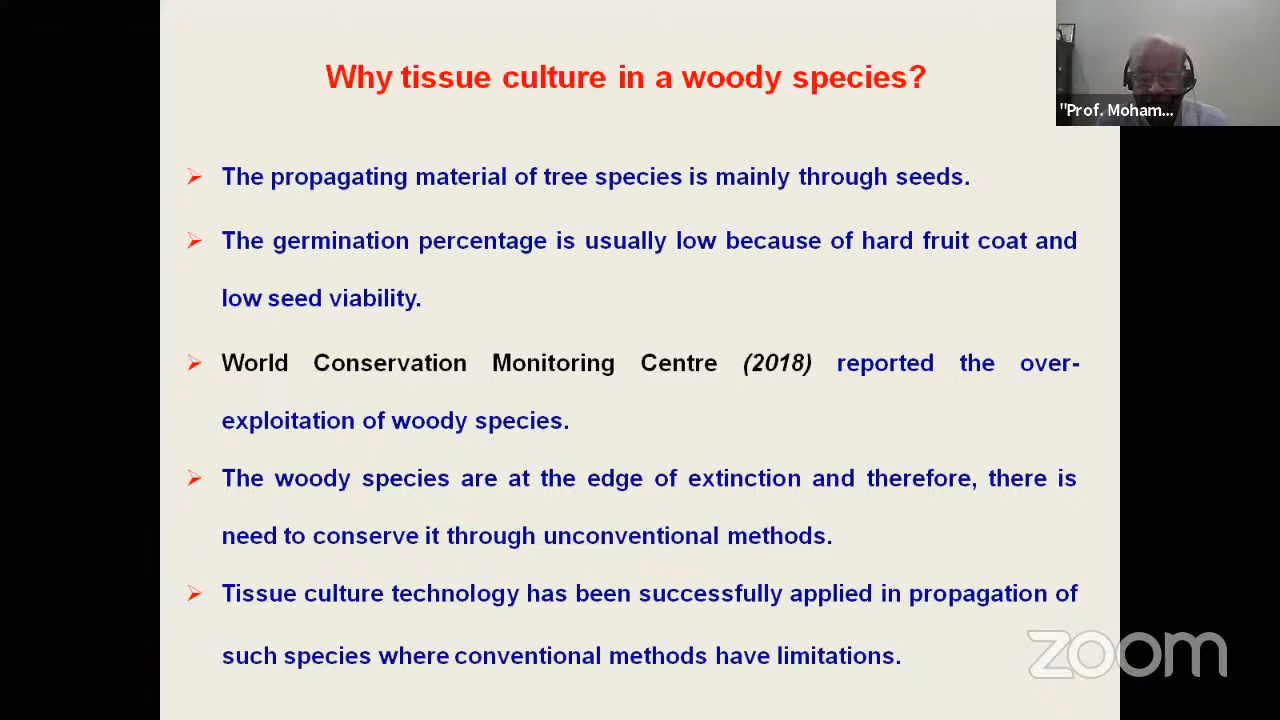 Why tissue culture in a woody species?
"Prof. Moham...
The propagating material of tree species is mainly through seeds.
The germination percentage is usually low because of hard fruit coat and
low seed viability.
World Conservation Monitoring Centre (2018) reported the over-
exploitation of woody species.
The woody species are at the edge of extinction and therefore, there is
need to conserve it through unconventional methods.
Tissue culture technology has been successfully applied in propagation of
such species where conventional methods have limitations.
zoom